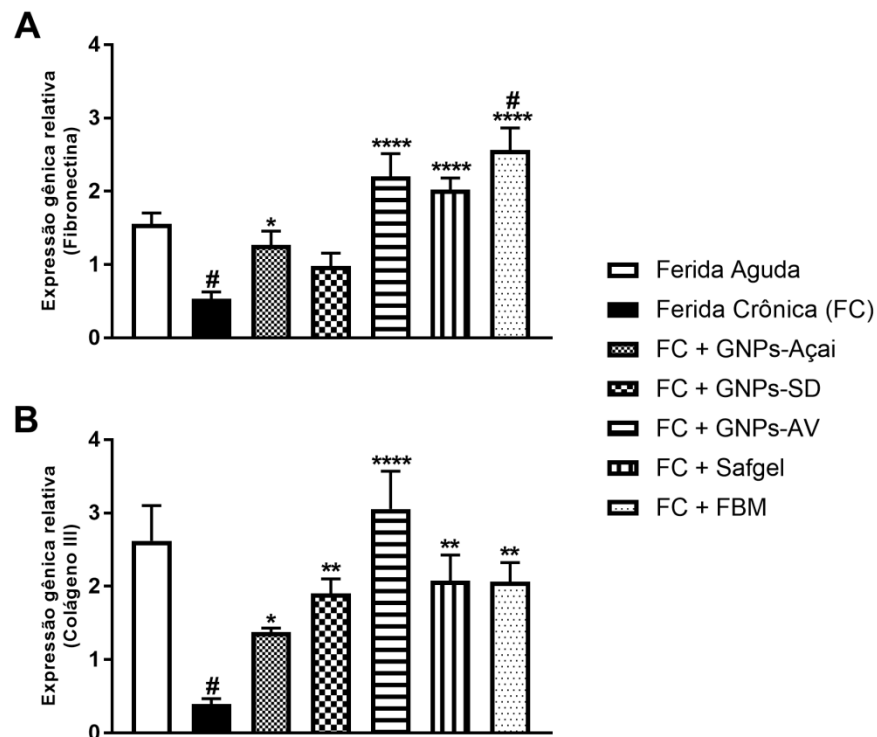 A
Expressão gênica relativa
(Fibronectina)
4
3
2
1
0
#
*
****
****
#
****
Ferida Aguda
Ferida Crônica (FC)
FC + GNPs-Açai
FC + GNPs-SD
FC + GNPs-AV
FC + Safgel
FC + FBM
B
Expressão gênica relativa
(Colágeno III)
4
3
2
1
0
#
*
**
****
**
**